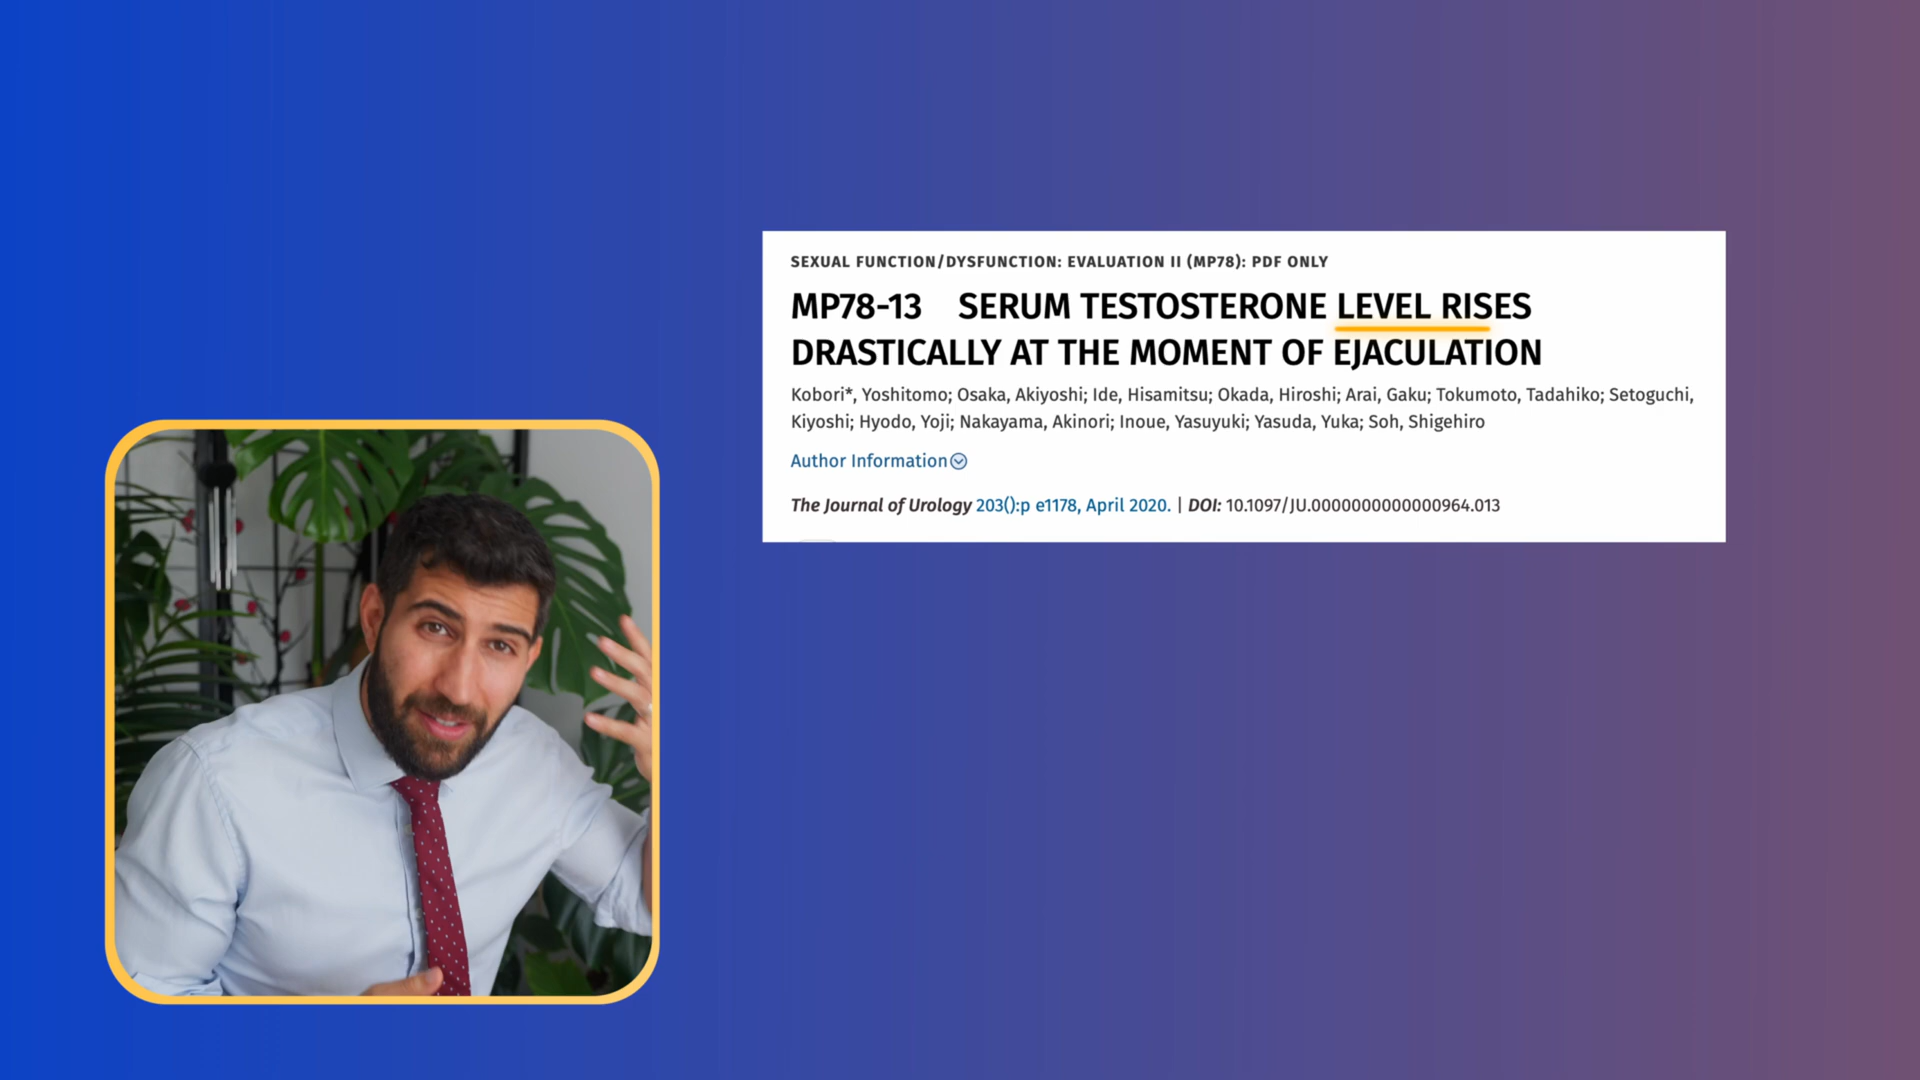 SEXUAL FUNCTION/DYSFUNCTION: EVALUATION II (MP78): PDF ONLY
MP78-13 SERUM TESTOSTERONE LEVEL RISES
DRASTICALLY AT THE MOMENT OF EJACULATION
Kobori*, Yoshitomo; Osaka, Akiyoshi; Ide, Hisamitsu; Okada, Hiroshi; Arai, Gaku; Tokumoto, Tadahiko; Setoguchi,
Kiyoshi; Hyodo, Yoji; Nakayama, Akinori; Inoue, Yasuyuki; Yasuda, Yuka; Soh, Shigehiro
Author Information
The Journal of Urology 203():p e1178, April 2020. | DOI: 10.1097/JU.0000000000000964.013